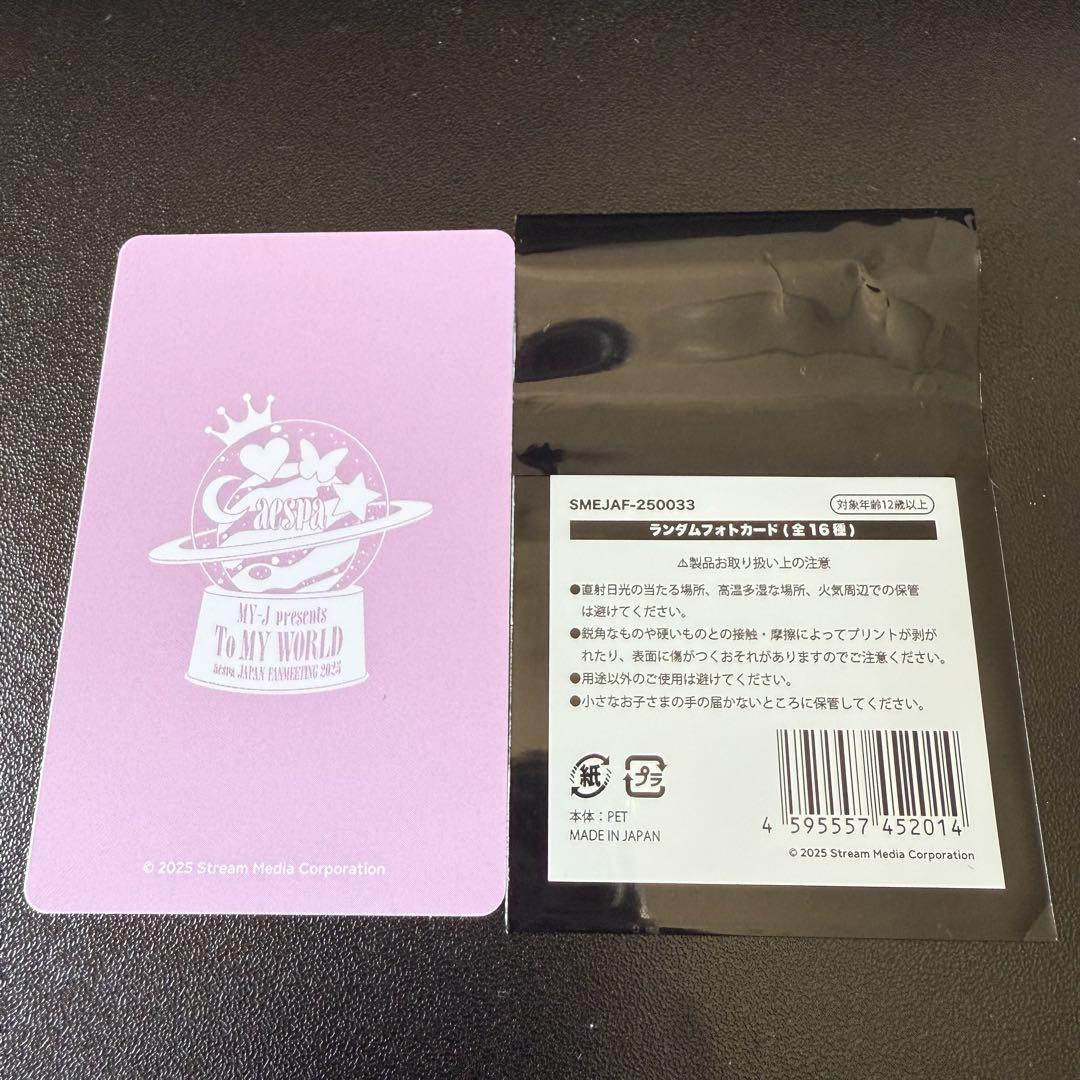 aespa
MY-J presents
To MY WORLD
aespa JAPAN FANMEETING 2025
© 2025 Stream Media Corporation
SMEJAF-250033
対象年齢12歳以上
ランダムフォトカード(全16種)
⚠製品お取り扱い上の注意
●直射日光の当たる場所、高温多湿な場所、火気周辺での保管
は避けてください。
●鋭角なものや硬いものとの接触・摩擦によってプリントが剥が
れたり、表面に傷がつくおそれがありますのでご注意ください。
●用途以外のご使用は避けてください。
●小さなお子さまの手の届かないところに保管してください。
紙
プラ
本体：PET
MADE IN JAPAN
4 595557 452014
© 2025 Stream Media Corporation